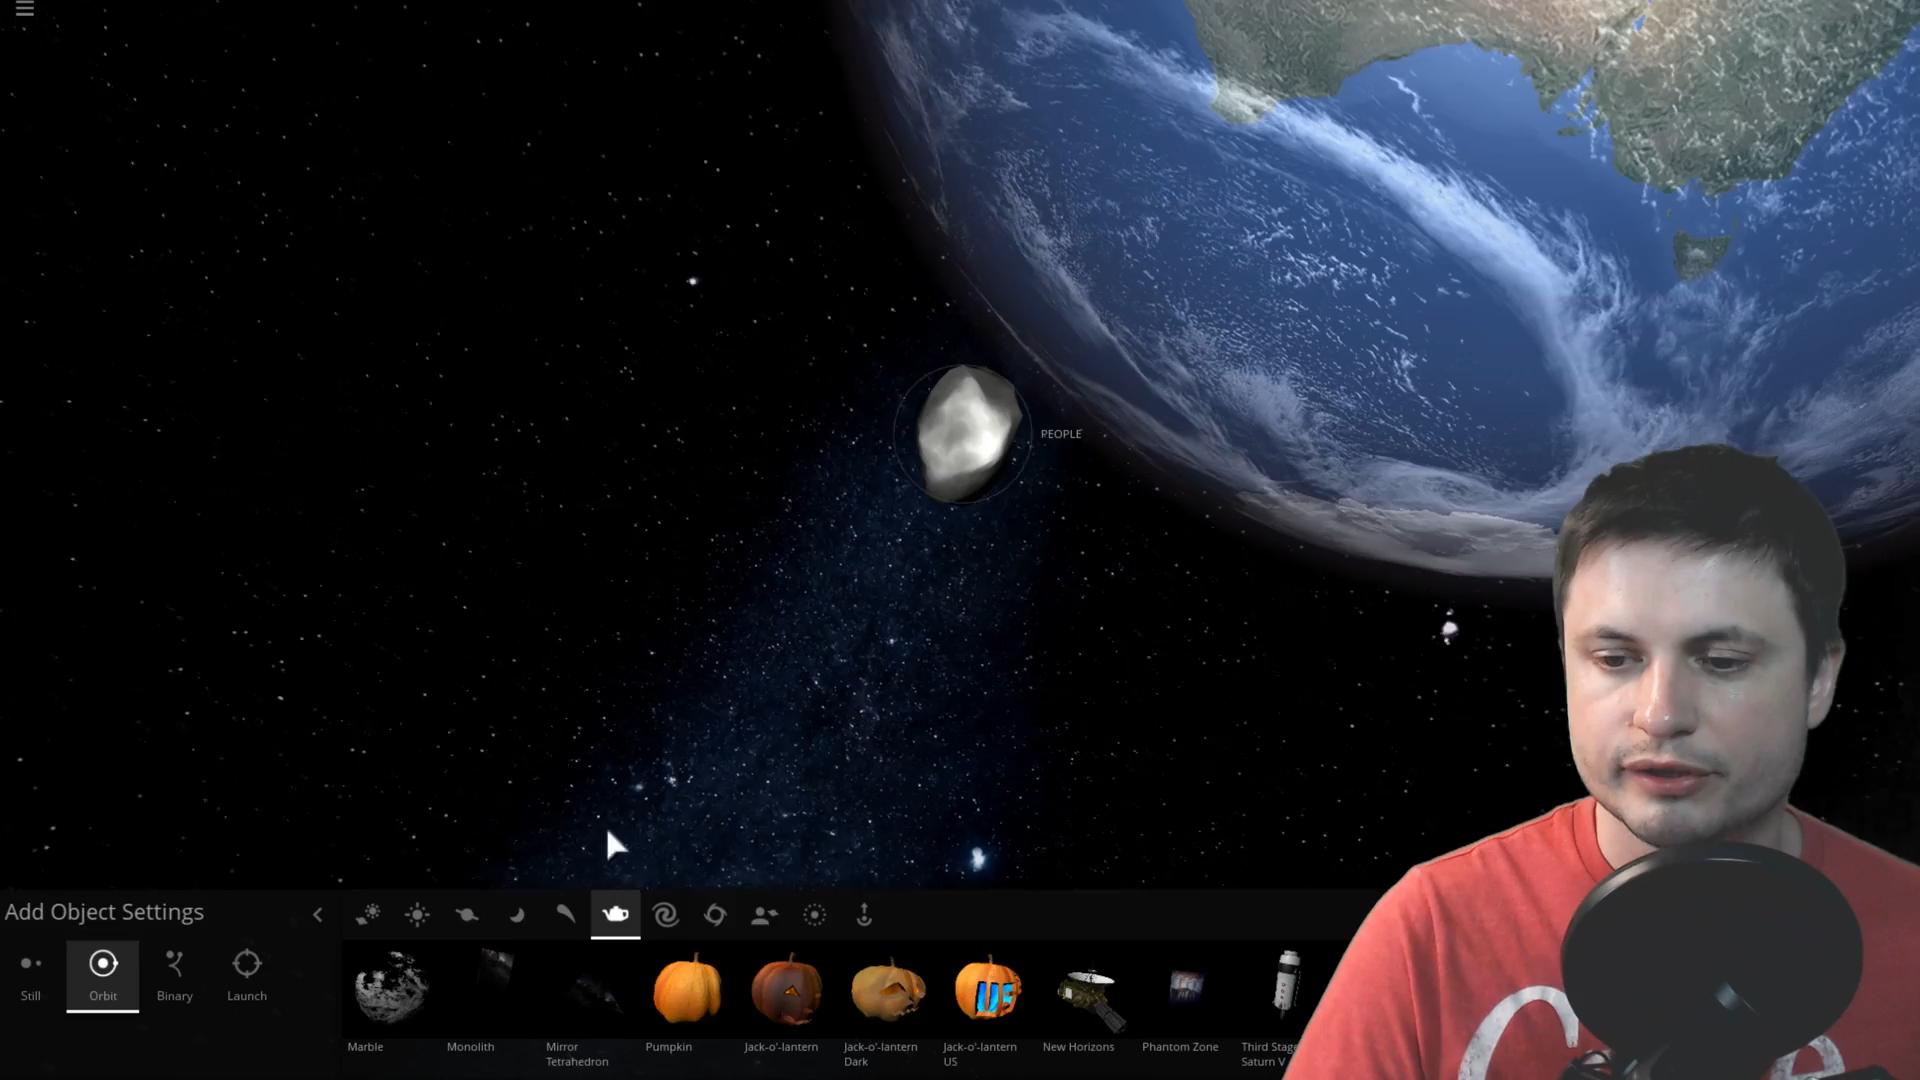 PEOPLE
Add Object Settings
Still
Orbit
Binary
Launch
Marble
Monolith
Mirror
Tetrahedron
Pumpkin
Jack-o'-lantern
Jack-o'-lantern
Dark
US
Jack-o'-lantern
US
New Horizons
Phantom Zone
Third Stage
Saturn V